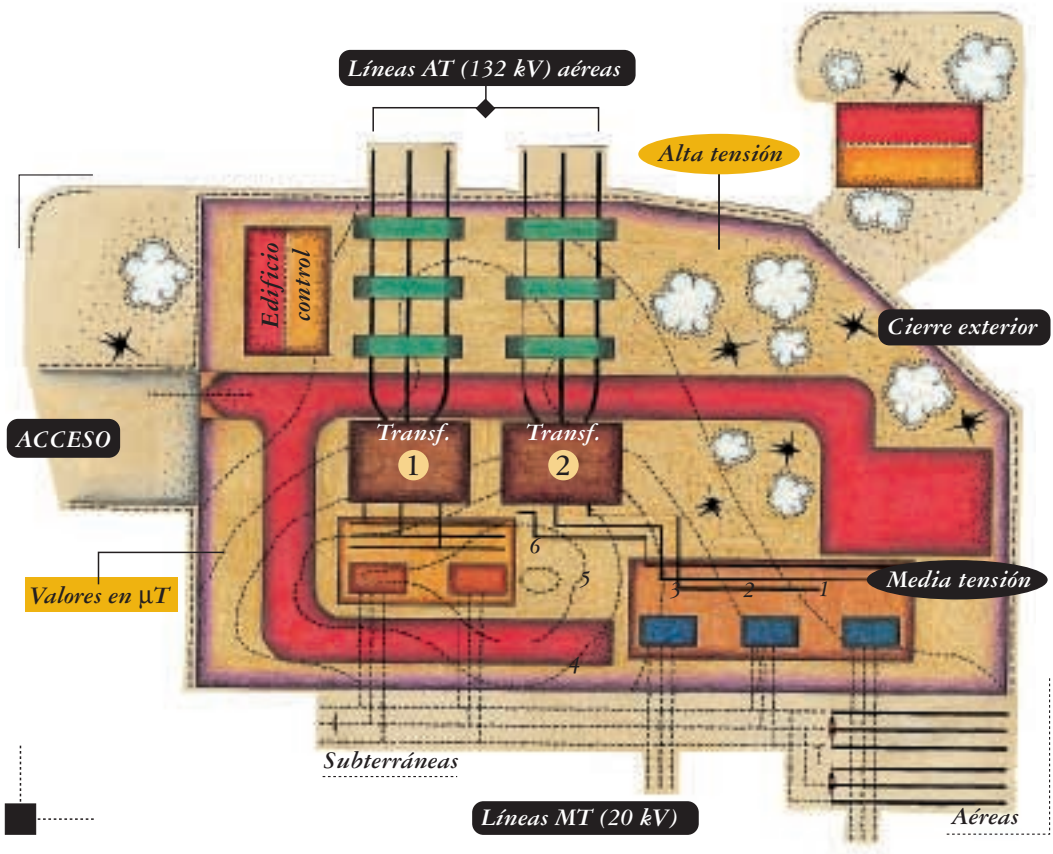 Líneas AT (132 kV) aéreas
Alta tensión
Edificio
control
Cierre exterior
ACCESO
Transf.
1
Transf.
2
Valores en µT
6
5
Media tensión
3
2
1
4
Subterráneas
Líneas MT (20 kV)
Aéreas